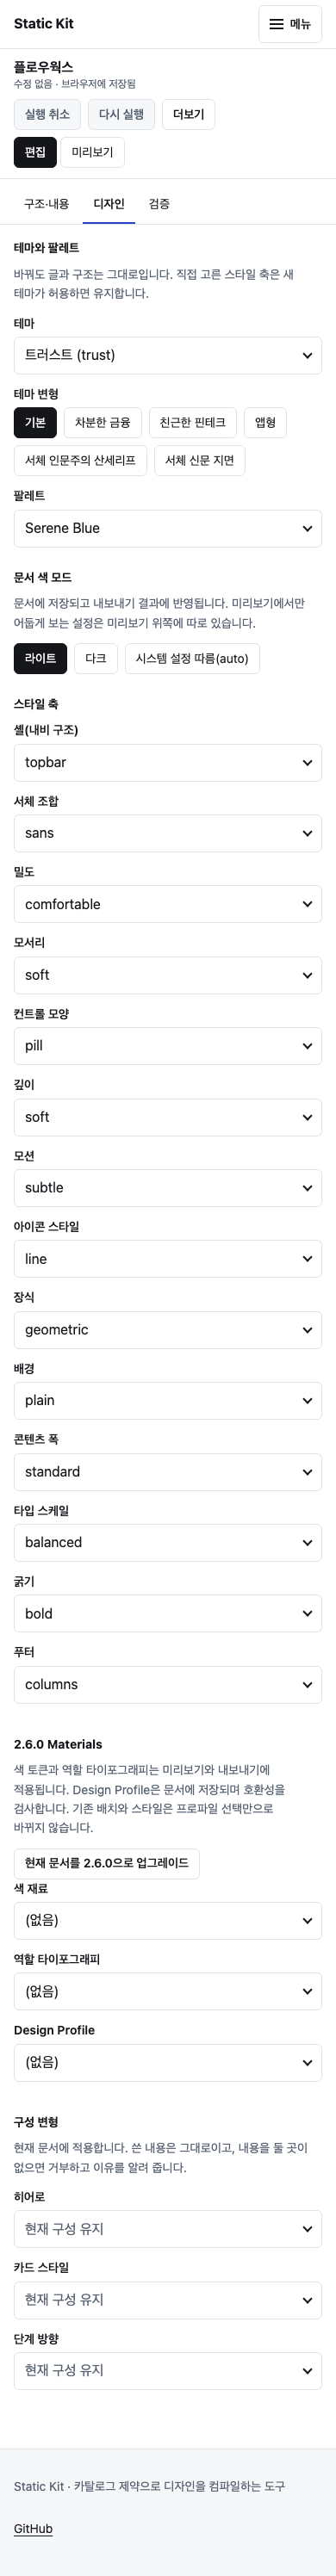 Static Kit
메뉴
플로우웍스
수정 없음 · 브라우저에 저장됨
실행 취소
다시 실행
더보기
편집
미리보기
구조·내용
디자인
검증
테마와 팔레트
바꿔도 글과 구조는 그대로입니다. 직접 고른 스타일 축은 새
테마가 허용하면 유지합니다.
테마
트러스트 (trust)
테마 변형
기본
차분한 금융
친근한 핀테크
앱형
서체 인문주의 산세리프
서체 신문 지면
팔레트
Serene Blue
문서 색 모드
문서에 저장되고 내보내기 결과에 반영됩니다. 미리보기에서만
어둡게 보는 설정은 미리보기 위쪽에 따로 있습니다.
라이트
다크
시스템 설정 따름(auto)
스타일 축
셸(내비 구조)
topbar
서체 조합
sans
밀도
comfortable
모서리
soft
컨트롤 모양
pill
깊이
soft
모션
subtle
아이콘 스타일
line
장식
geometric
배경
plain
콘텐츠 폭
standard
타입 스케일
balanced
굵기
bold
푸터
columns
2.6.0 Materials
색 토큰과 역할 타이포그래피는 미리보기와 내보내기에
적용됩니다. Design Profile은 문서에 저장되며 호환성을
검사합니다. 기존 배치와 스타일은 프로파일 선택만으로
바뀌지 않습니다.
현재 문서를 2.6.0으로 업그레이드
색 재료
(없음)
역할 타이포그래피
(없음)
Design Profile
(없음)
구성 변형
현재 문서에 적용합니다. 쓴 내용은 그대로이고, 내용을 둘 곳이
없으면 거부하고 이유를 알려 줍니다.
히어로
현재 구성 유지
카드 스타일
현재 구성 유지
단계 방향
현재 구성 유지
Static Kit · 카탈로그 제약으로 디자인을 컴파일하는 도구
GitHub